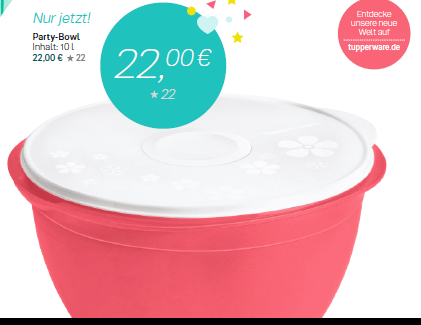 Nur jetzt!
Party-Bowl
Inhalt: 10 l
22,00 € ★ 22
22,00 €
★ 22
Entdecke
unsere neue
Welt auf
tupperware.de